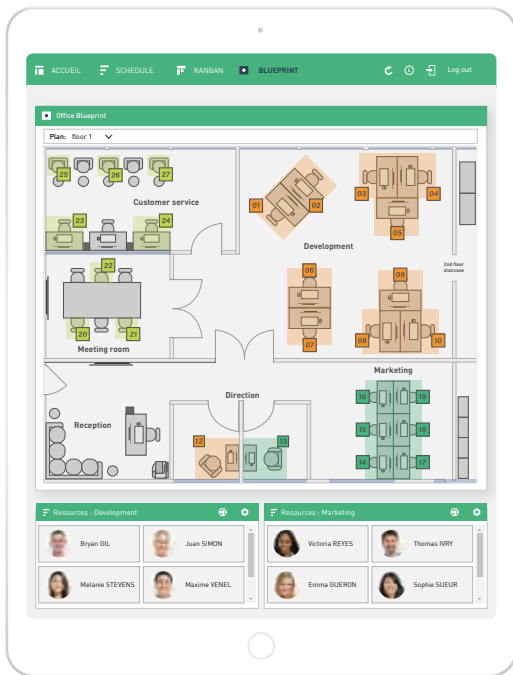 ACCUEIL SCHEDULE KANBAN BLUEPRINT Log out
Office Blueprint
Plan: floor 1
25 26 27
Customer service
23 24
22
20 21
Meeting room
01 02
03 04
05
Development
2nd floor
staircase
06
07
09
08 10
Marketing
16 19
15 18
14 17
Direction
12 13
Reception
Resources : Development
Bryan GIL
Juan SIMON
Melanie STEVENS
Maxime VENEL
Resources : Marketing
Victoria REYES
Thomas IVRY
Emma GUERON
Sophie SUEUR